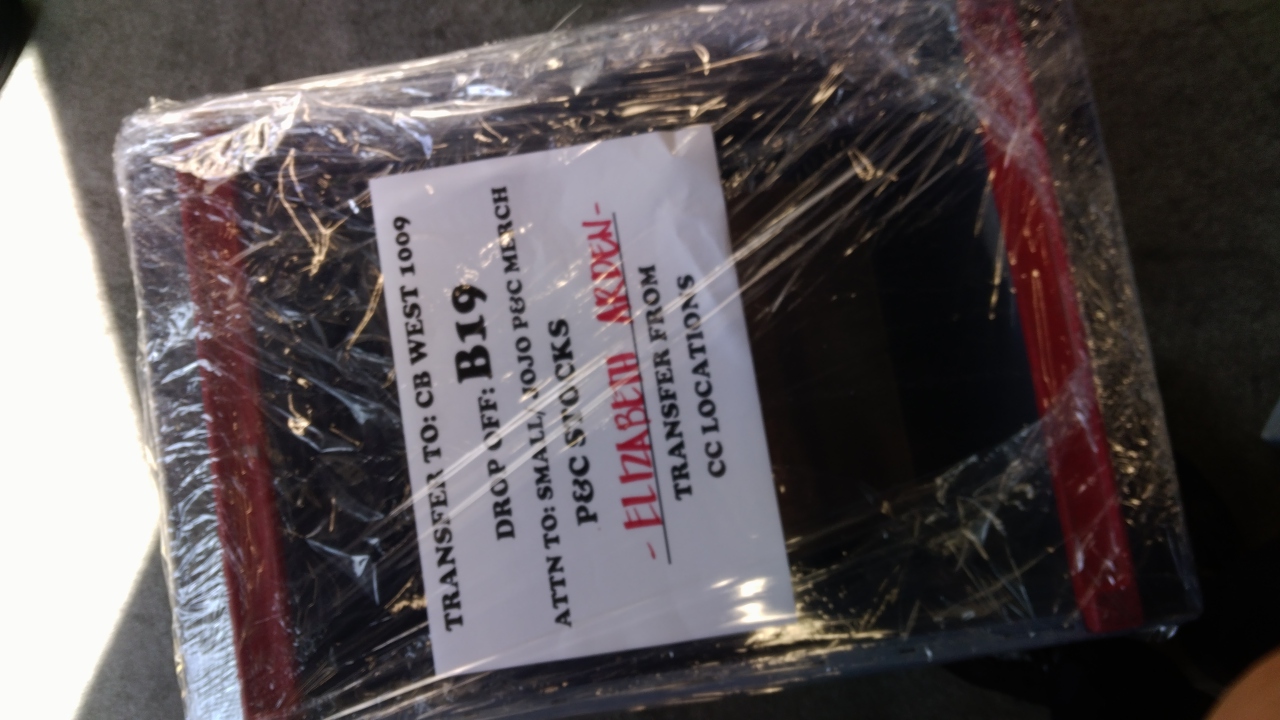 TRANSFER TO: CB WEST 1009
DROP OFF: B19
ATTN TO: SMALL/MOJO P&C MERCH
P&C STOCKS
- ELIZABETH ARDEN -
TRANSFER FROM
CC LOCATIONS